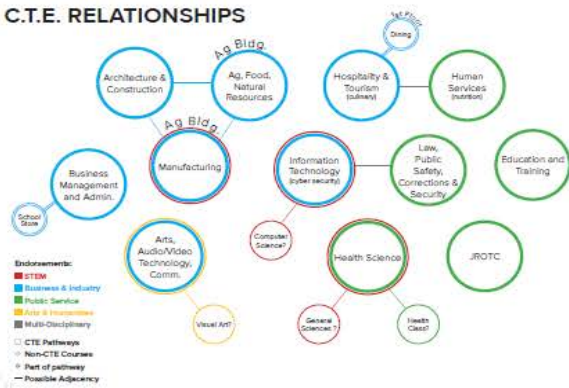 C.T.E. RELATIONSHIPS
1st Floor
Dining
Ag Bldg.
Architecture &
Construction
Ag, Food,
Natural
Resources
Hospitality &
Tourism
(culinary)
Human
Services
(nutrition)
Ag Bldg.
Manufacturing
Information
Technology
(cyber security)
Law,
Public
Safety,
Corrections &
Security
Education and
Training
Business
Management
and Admin.
School
Store
Arts,
Audio/Video
Technology,
Comm.
Computer
Science?
Health Science
JROTC
Visual Art?
General
Sciences ?
Health
Class?
Endorsements:
STEM
Business & Industry
Public Service
Arts & Humanities
Multi-Disciplinary
CTE Pathways
Non-CTE Courses
Part of pathway
Possible Adjacency